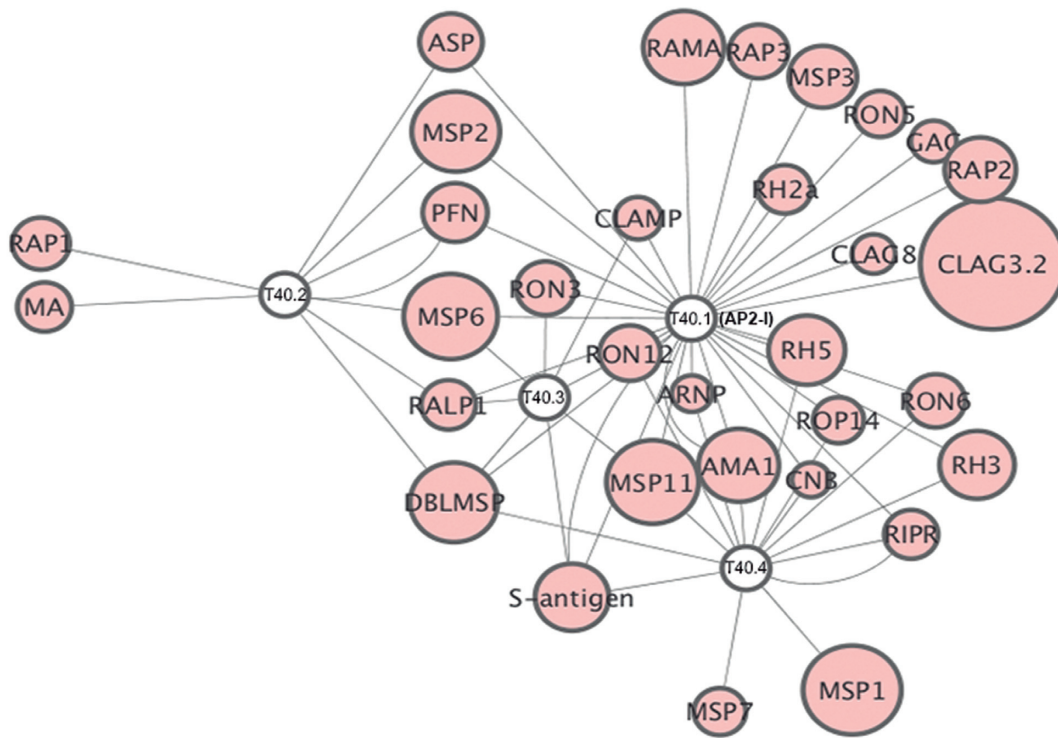 ASP
RAMA
RAP3
MSP3
MSP2
RON5
GAC
RAP2
RH2a
PFN
CLAMP
RAP1
CLAG8
CLAG3.2
MA
T40.2
RON3
MSP6
T40.1 (AP2-I)
RON12
RH5
RALP1
T40.3
ARNP
ROP14
RON6
DBLMSP
MSP11
AMA1
CNB
RH3
RIPR
T40.4
S-antigen
MSP1
MSP7